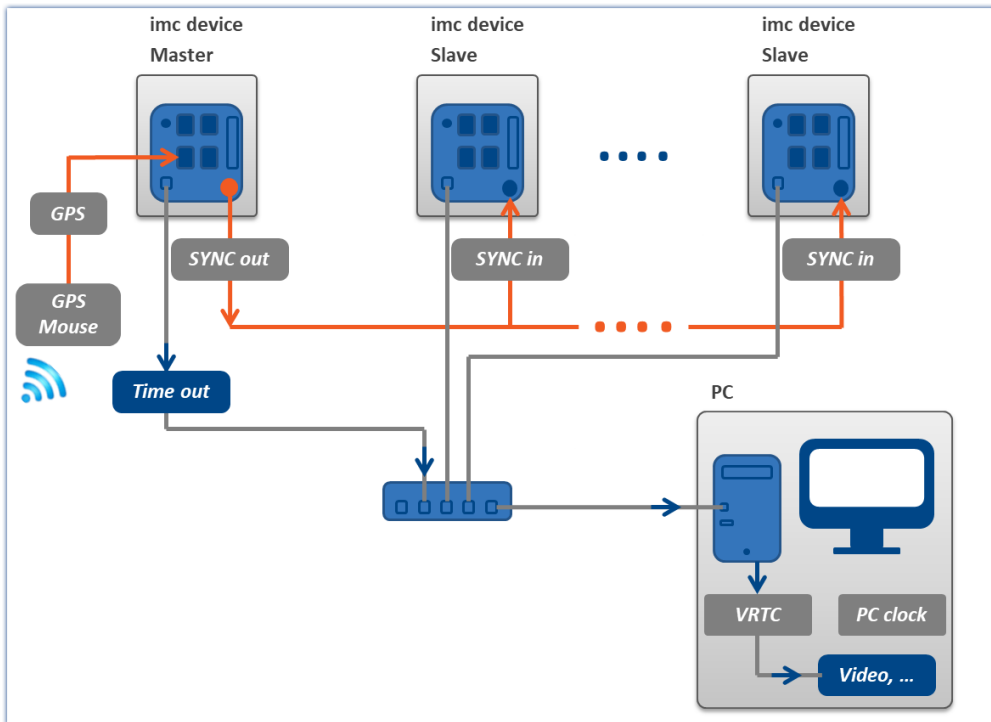 imc device
Master
imc device
Slave
imc device
Slave
GPS
SYNC out
SYNC in
SYNC in
GPS
Mouse
Time out
PC
VRTC
PC clock
Video, ...